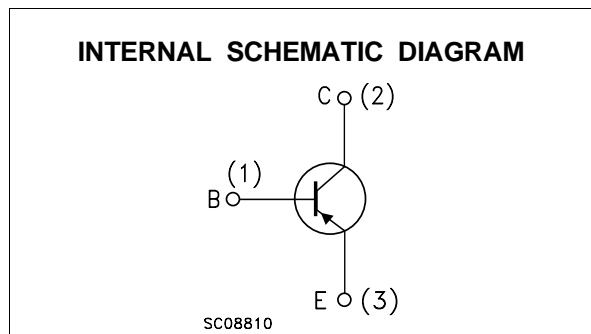 INTERNAL SCHEMATIC DIAGRAM
C (2)
(1)
B
E (3)
SC08810